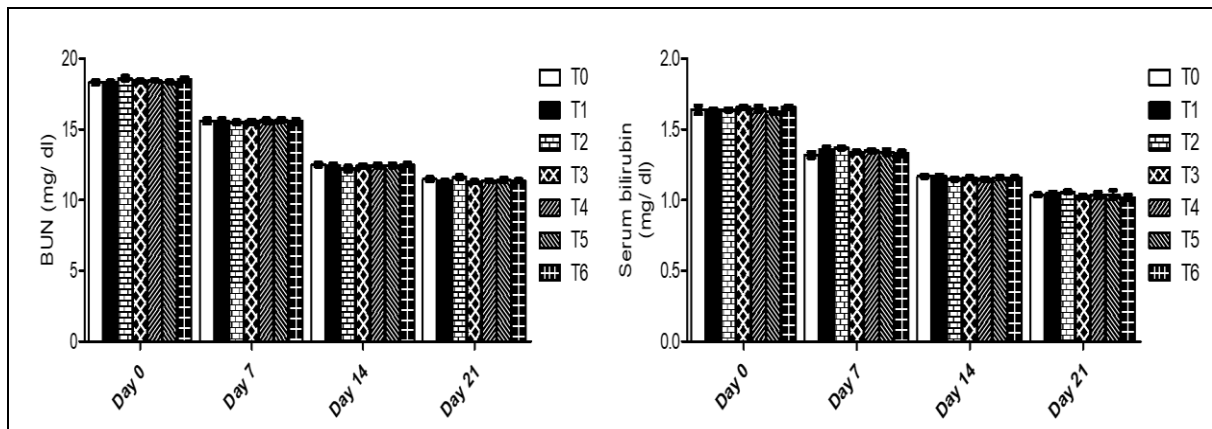 BUN (mg/ dl)
20
15
10
5
0
Day 0
Day 7
Day 14
Day 21
T0
T1
T2
T3
T4
T5
T6
Serum bilirubin
(mg/ dl)
2.0
1.5
1.0
0.5
0.0
Day 0
Day 7
Day 14
Day 21
T0
T1
T2
T3
T4
T5
T6